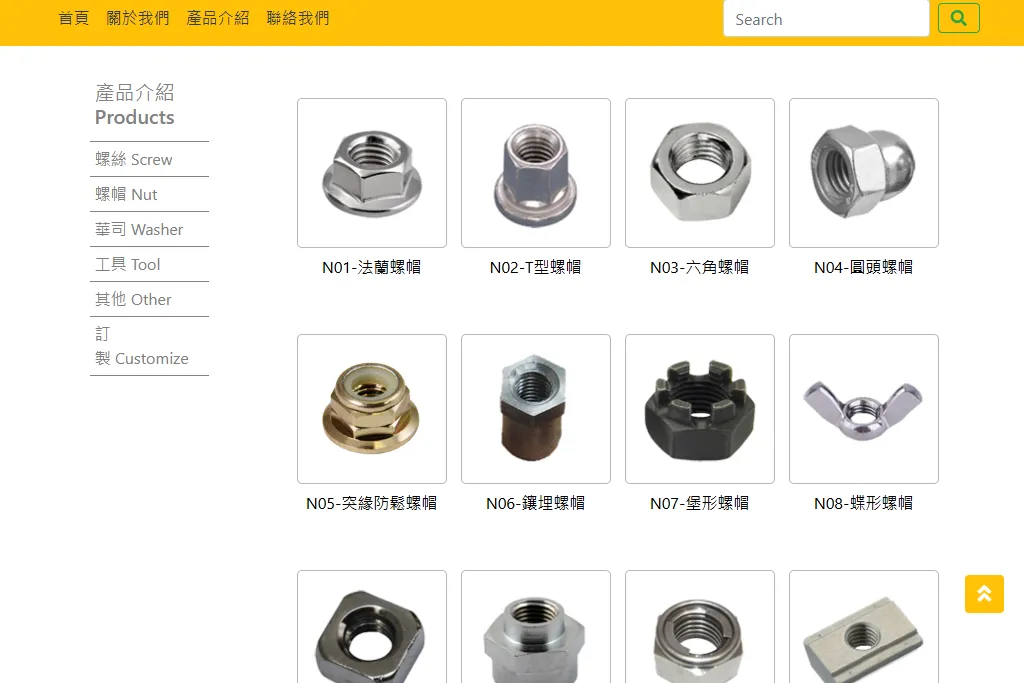 首頁 關於我們 產品介紹 聯絡我們
Search
產品介紹
Products
螺絲 Screw
螺帽 Nut
華司 Washer
工具 Tool
其他 Other
訂
製 Customize
N01-法蘭螺帽
N02-T型螺帽
N03-六角螺帽
N04-圓頭螺帽
N05-突緣防鬆螺帽
N06-鑲埋螺帽
N07-堡形螺帽
N08-蝶形螺帽